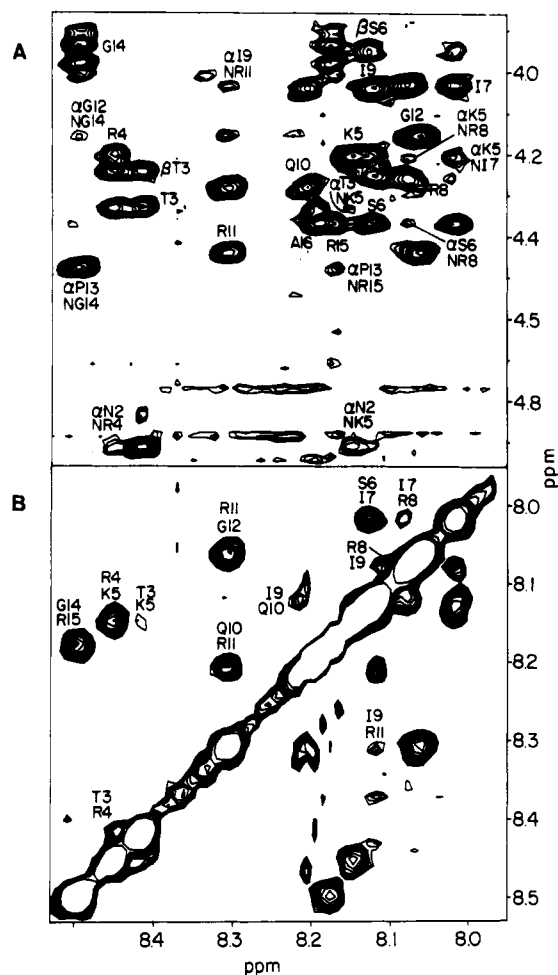 A
G14
αI9
NR11
βS6
I9
I7
αG12
NG14
R4
G12
αK5
NR8
K5
αK5
NI7
βT3
Q10
αT3
NK5
R8
T3
S6
R11
A16
R15
αS6
NR8
αP13
NG14
αP13
NR15
αN2
NR4
αN2
NK5
4.0
4.2
4.4
4.5
4.8
ppm
B
S6
I7
I7
R8
R11
G12
R8
I9
R4
K5
T3
K5
I9
Q10
G14
R15
Q10
R11
I9
R11
T3
R4
8.0
8.1
8.2
8.3
8.4
8.5
8.4
8.3
8.2
8.1
8.0
ppm